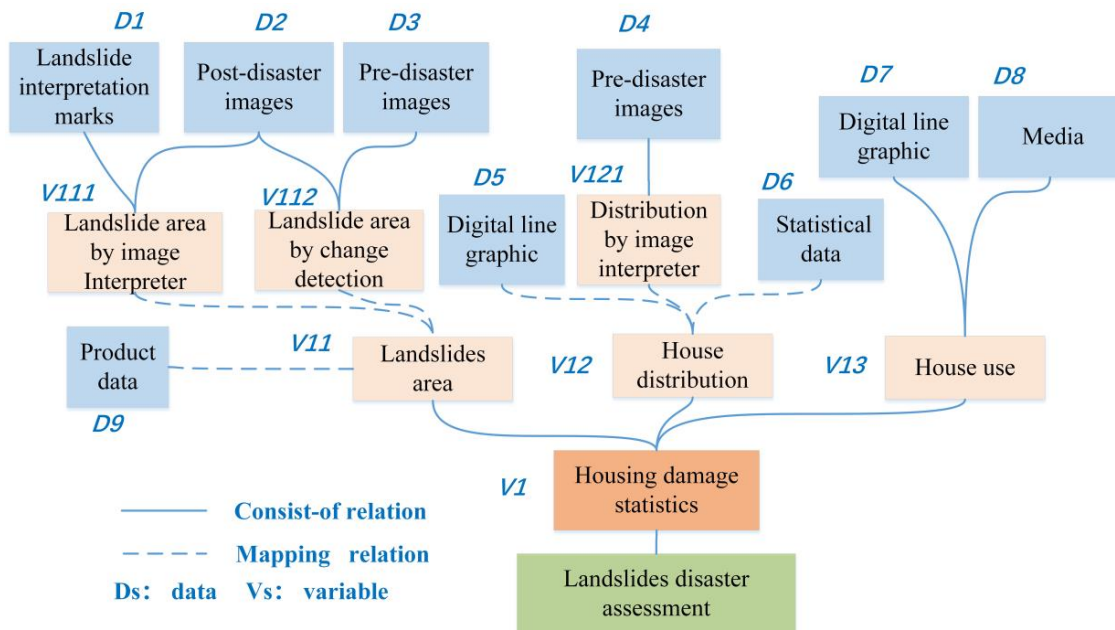 D1
D2
D3
D4
D7
D8
Landslide
interpretation
marks
Post-disaster
images
Pre-disaster
images
Pre-disaster
images
Digital line
graphic
Media
V111
V112
D5
V121
D6
Landslide area
by image
Interpreter
Landslide area
by change
detection
Digital line
graphic
Distribution
by image
interpreter
Statistical
data
Product
data
D9
V11
Landslides
area
V12
House
distribution
V13
House use
V1
Housing damage
statistics
Consist-of relation
Mapping relation
Ds: data Vs: variable
Landslides disaster
assessment